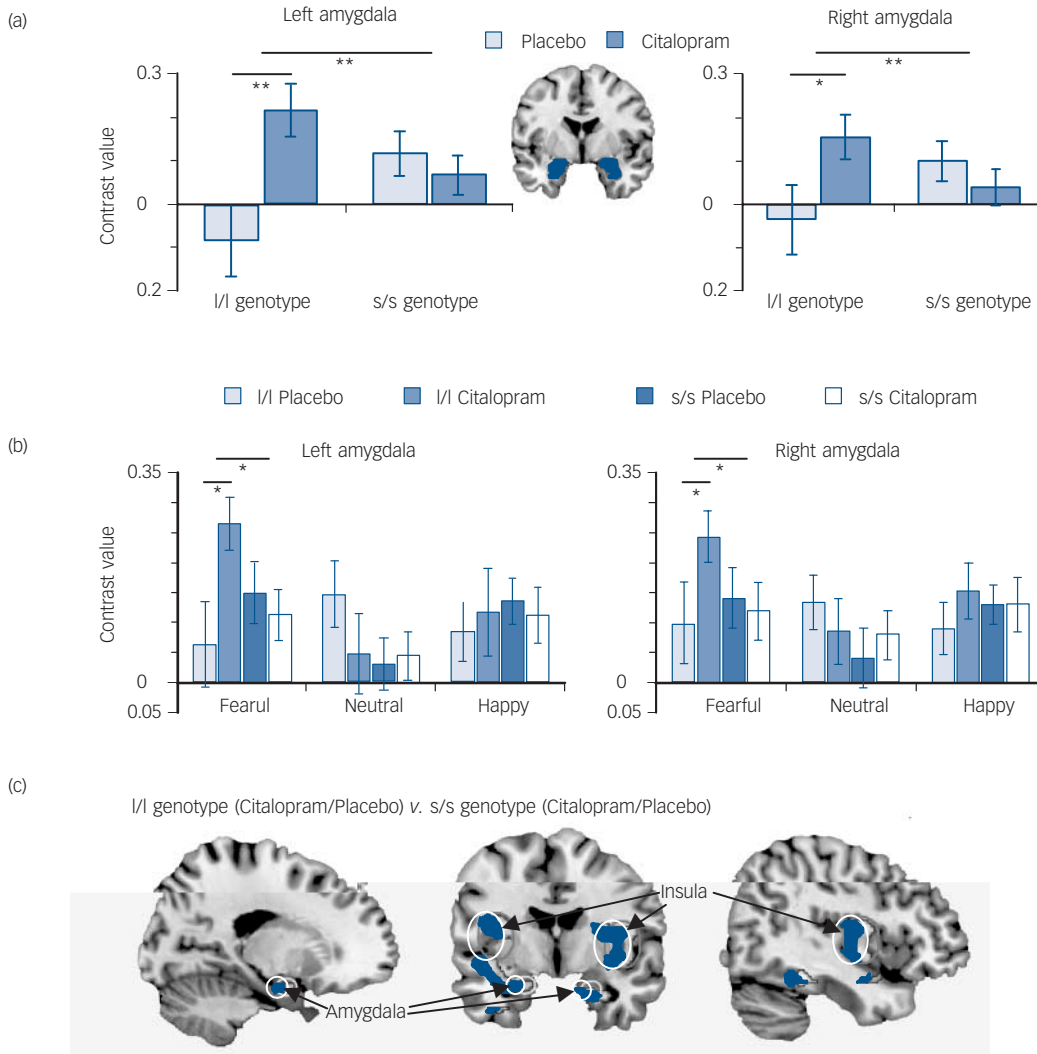 (a)
Left amygdala
Placebo Citalopram
Right amygdala
Contrast value
0.3
0
0.2
**
**
l/l genotype s/s genotype
Contrast value
0.3
0
0.2
*
**
l/l genotype s/s genotype
l/l Placebo l/l Citalopram s/s Placebo s/s Citalopram
(b)
Left amygdala
Contrast value
0.35
0
0.05
*
*
Fearul Neutral Happy
Right amygdala
0.35
0
0.05
*
*
Fearful Neutral Happy
(c)
l/l genotype (Citalopram/Placebo) v. s/s genotype (Citalopram/Placebo)
Insula
Amygdala